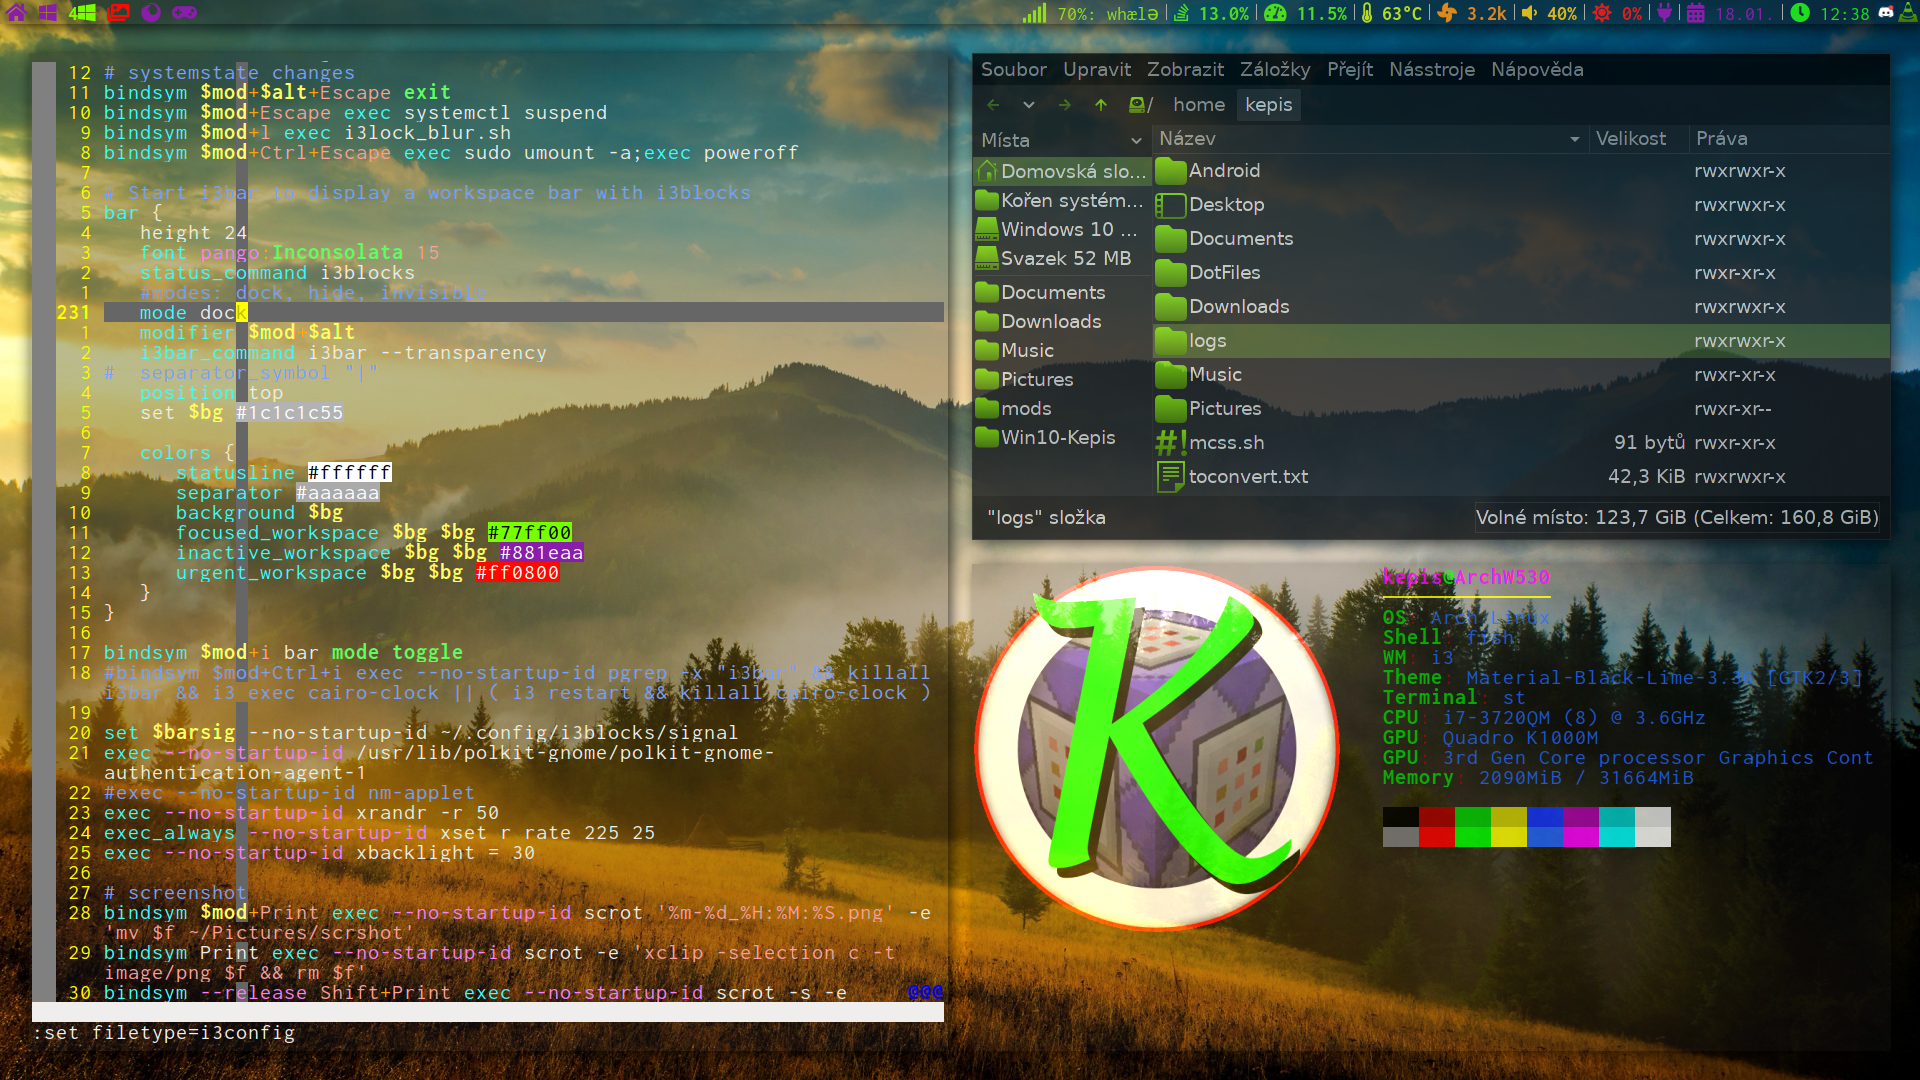 4
70%: whælə | 13.0% | 11.5% | 63°C | 3.2k | 40% | 0% | 18.01. | 12:38
12 # systemstate changes
11 bindsym $mod+$alt+Escape exit
10 bindsym $mod+Escape exec systemctl suspend
9 bindsym $mod+l exec i3lock_blur.sh
8 bindsym $mod+Ctrl+Escape exec sudo umount -a;exec poweroff
7
6 # Start i3bar to display a workspace bar with i3blocks
5 bar {
4 height 24
3 font pango:Inconsolata 15
2 status_command i3blocks
1 #modes: dock, hide, invisible
231 mode dock
1 modifier $mod+$alt
2 i3bar_command i3bar --transparency
3 # separator_symbol "|"
4 position top
5 set $bg #1c1c1c55
6
7 colors {
8 statusline #ffffff
9 separator #aaaaaa
10 background $bg
11 focused_workspace $bg $bg #77ff00
12 inactive_workspace $bg $bg #881eaa
13 urgent_workspace $bg $bg #ff0800
14 }
15 }
16
17 bindsym $mod+i bar mode toggle
18 #bindsym $mod+Ctrl+i exec --no-startup-id pgrep -x "i3bar" && killall
i3bar && i3 exec cairo-clock || ( i3 restart && killall cairo-clock )
19
20 set $barsig --no-startup-id ~/.config/i3blocks/signal
21 exec --no-startup-id /usr/lib/polkit-gnome/polkit-gnome-
authentication-agent-1
22 #exec --no-startup-id nm-applet
23 exec --no-startup-id xrandr -r 50
24 exec_always --no-startup-id xset r rate 225 25
25 exec --no-startup-id xbacklight = 30
26
27 # screenshot
28 bindsym $mod+Print exec --no-startup-id scrot '%m-%d_%H:%M:%S.png' -e
'mv $f ~/Pictures/scrshot'
29 bindsym Print exec --no-startup-id scrot -e 'xclip -selection c -t
image/png $f && rm $f'
30 bindsym --release Shift+Print exec --no-startup-id scrot -s -e @@@
:set filetype=i3config
Soubor Upravit Zobrazit Záložky Přejít Násstroje Nápověda
/ home kepis
Místa
Domovská slo...
Kořen systém...
Windows 10 ...
Svazek 52 MB
Documents
Downloads
Music
Pictures
mods
Win10-Kepis
Název Velikost Práva
Android rwxrwxr-x
Desktop rwxrwxr-x
Documents rwxrwxr-x
DotFiles rwxr-xr-x
Downloads rwxrwxr-x
logs rwxrwxr-x
Music rwxr-xr-x
Pictures rwxr-xr--
#! mcss.sh 91 bytů rwxr-xr-x
toconvert.txt 42,3 KiB rwxrwxr-x
"logs" složka Volné místo: 123,7 GiB (Celkem: 160,8 GiB)
K
kepis@ArchW530
OS: Arch Linux
Shell: fish
WM: i3
Theme: Material-Black-Lime-3.36 [GTK2/3]
Terminal: st
CPU: i7-3720QM (8) @ 3.6GHz
GPU: Quadro K1000M
GPU: 3rd Gen Core processor Graphics Cont
Memory: 2090MiB / 31664MiB